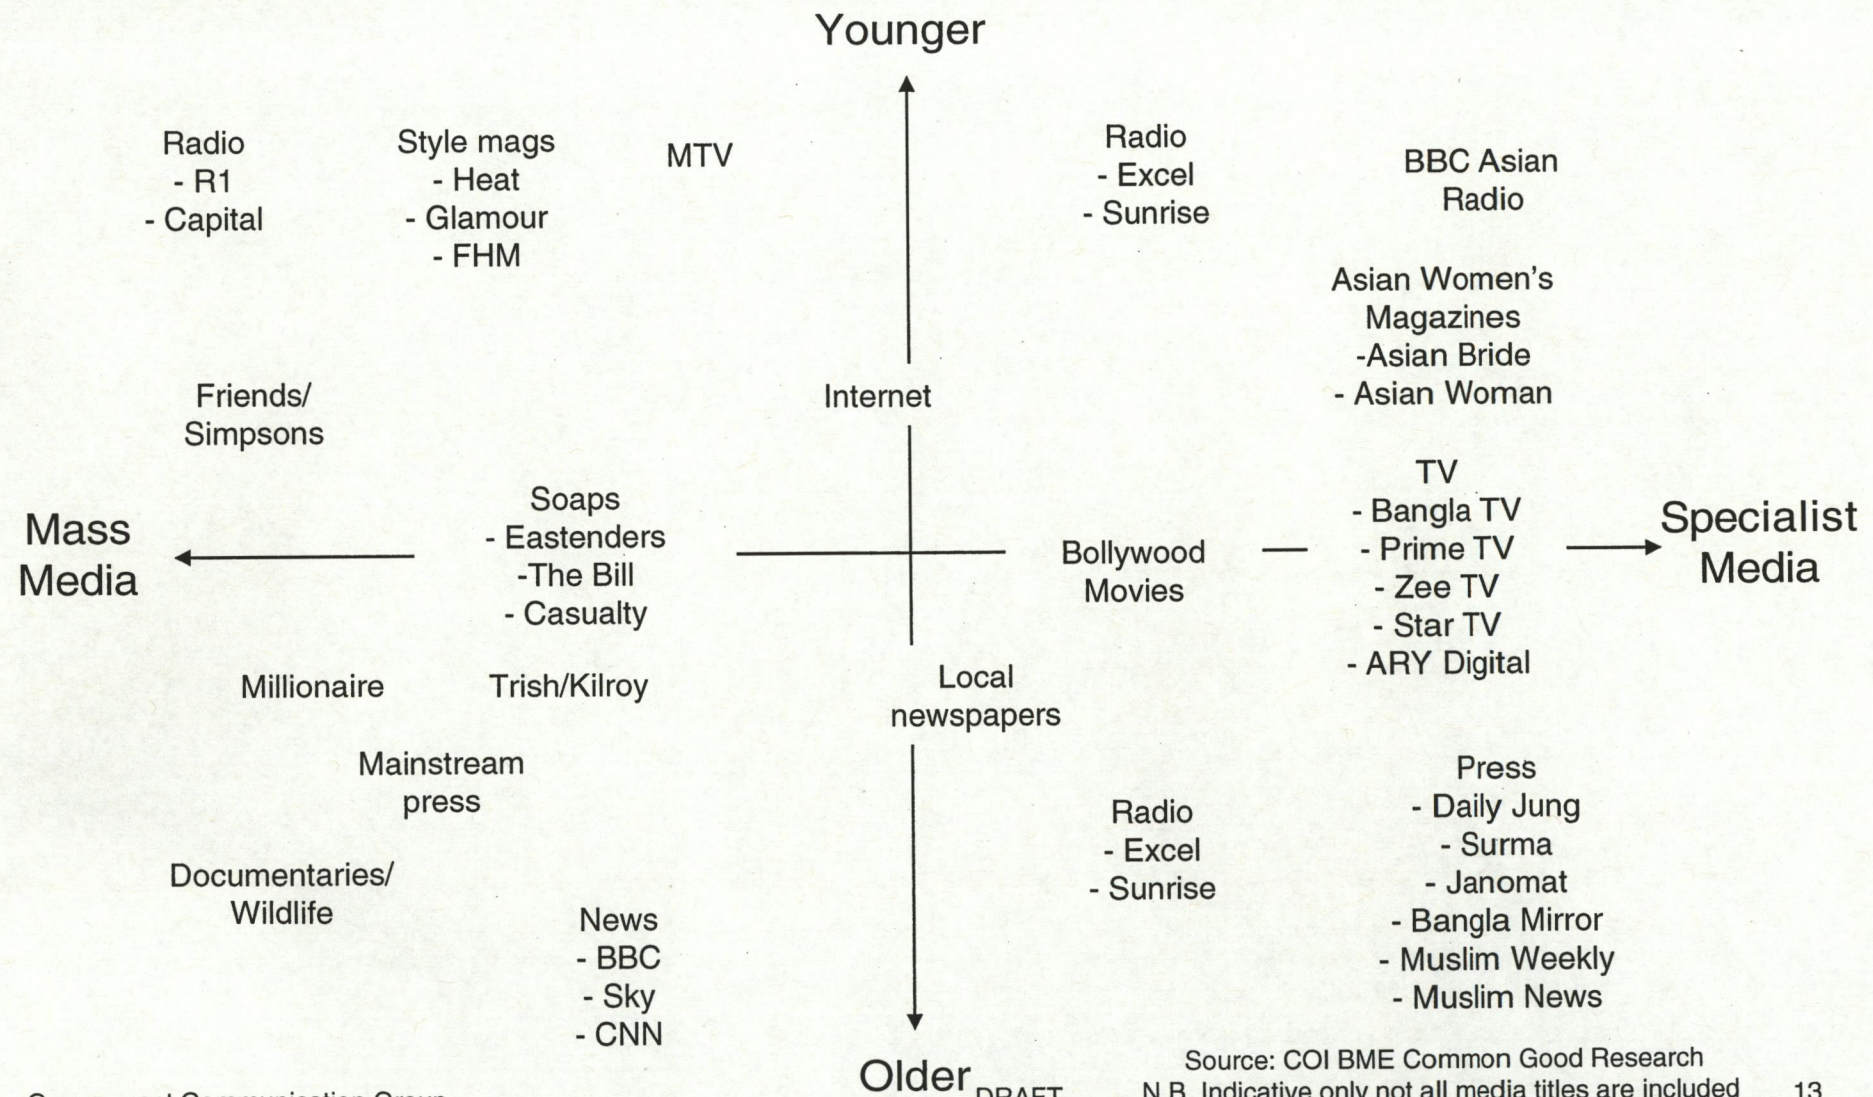 Younger
Radio
- R1
- Capital
Style mags
- Heat
- Glamour
- FHM
MTV
Radio
- Excel
- Sunrise
BBC Asian
Radio
Asian Women's
Magazines
-Asian Bride
- Asian Woman
Friends/
Simpsons
Internet
Mass
Media
Soaps
- Eastenders
-The Bill
- Casualty
Bollywood
Movies
TV
- Bangla TV
- Prime TV
- Zee TV
- Star TV
- ARY Digital
Specialist
Media
Millionaire
Trish/Kilroy
Local
newspapers
Mainstream
press
Radio
- Excel
- Sunrise
Press
- Daily Jung
- Surma
- Janomat
- Bangla Mirror
- Muslim Weekly
- Muslim News
Documentaries/
Wildlife
News
- BBC
- Sky
- CNN
Older
Source: COI BME Common Good Research
Government Communication Group
DRAFT
N.B. Indicative only not all media titles are included
13